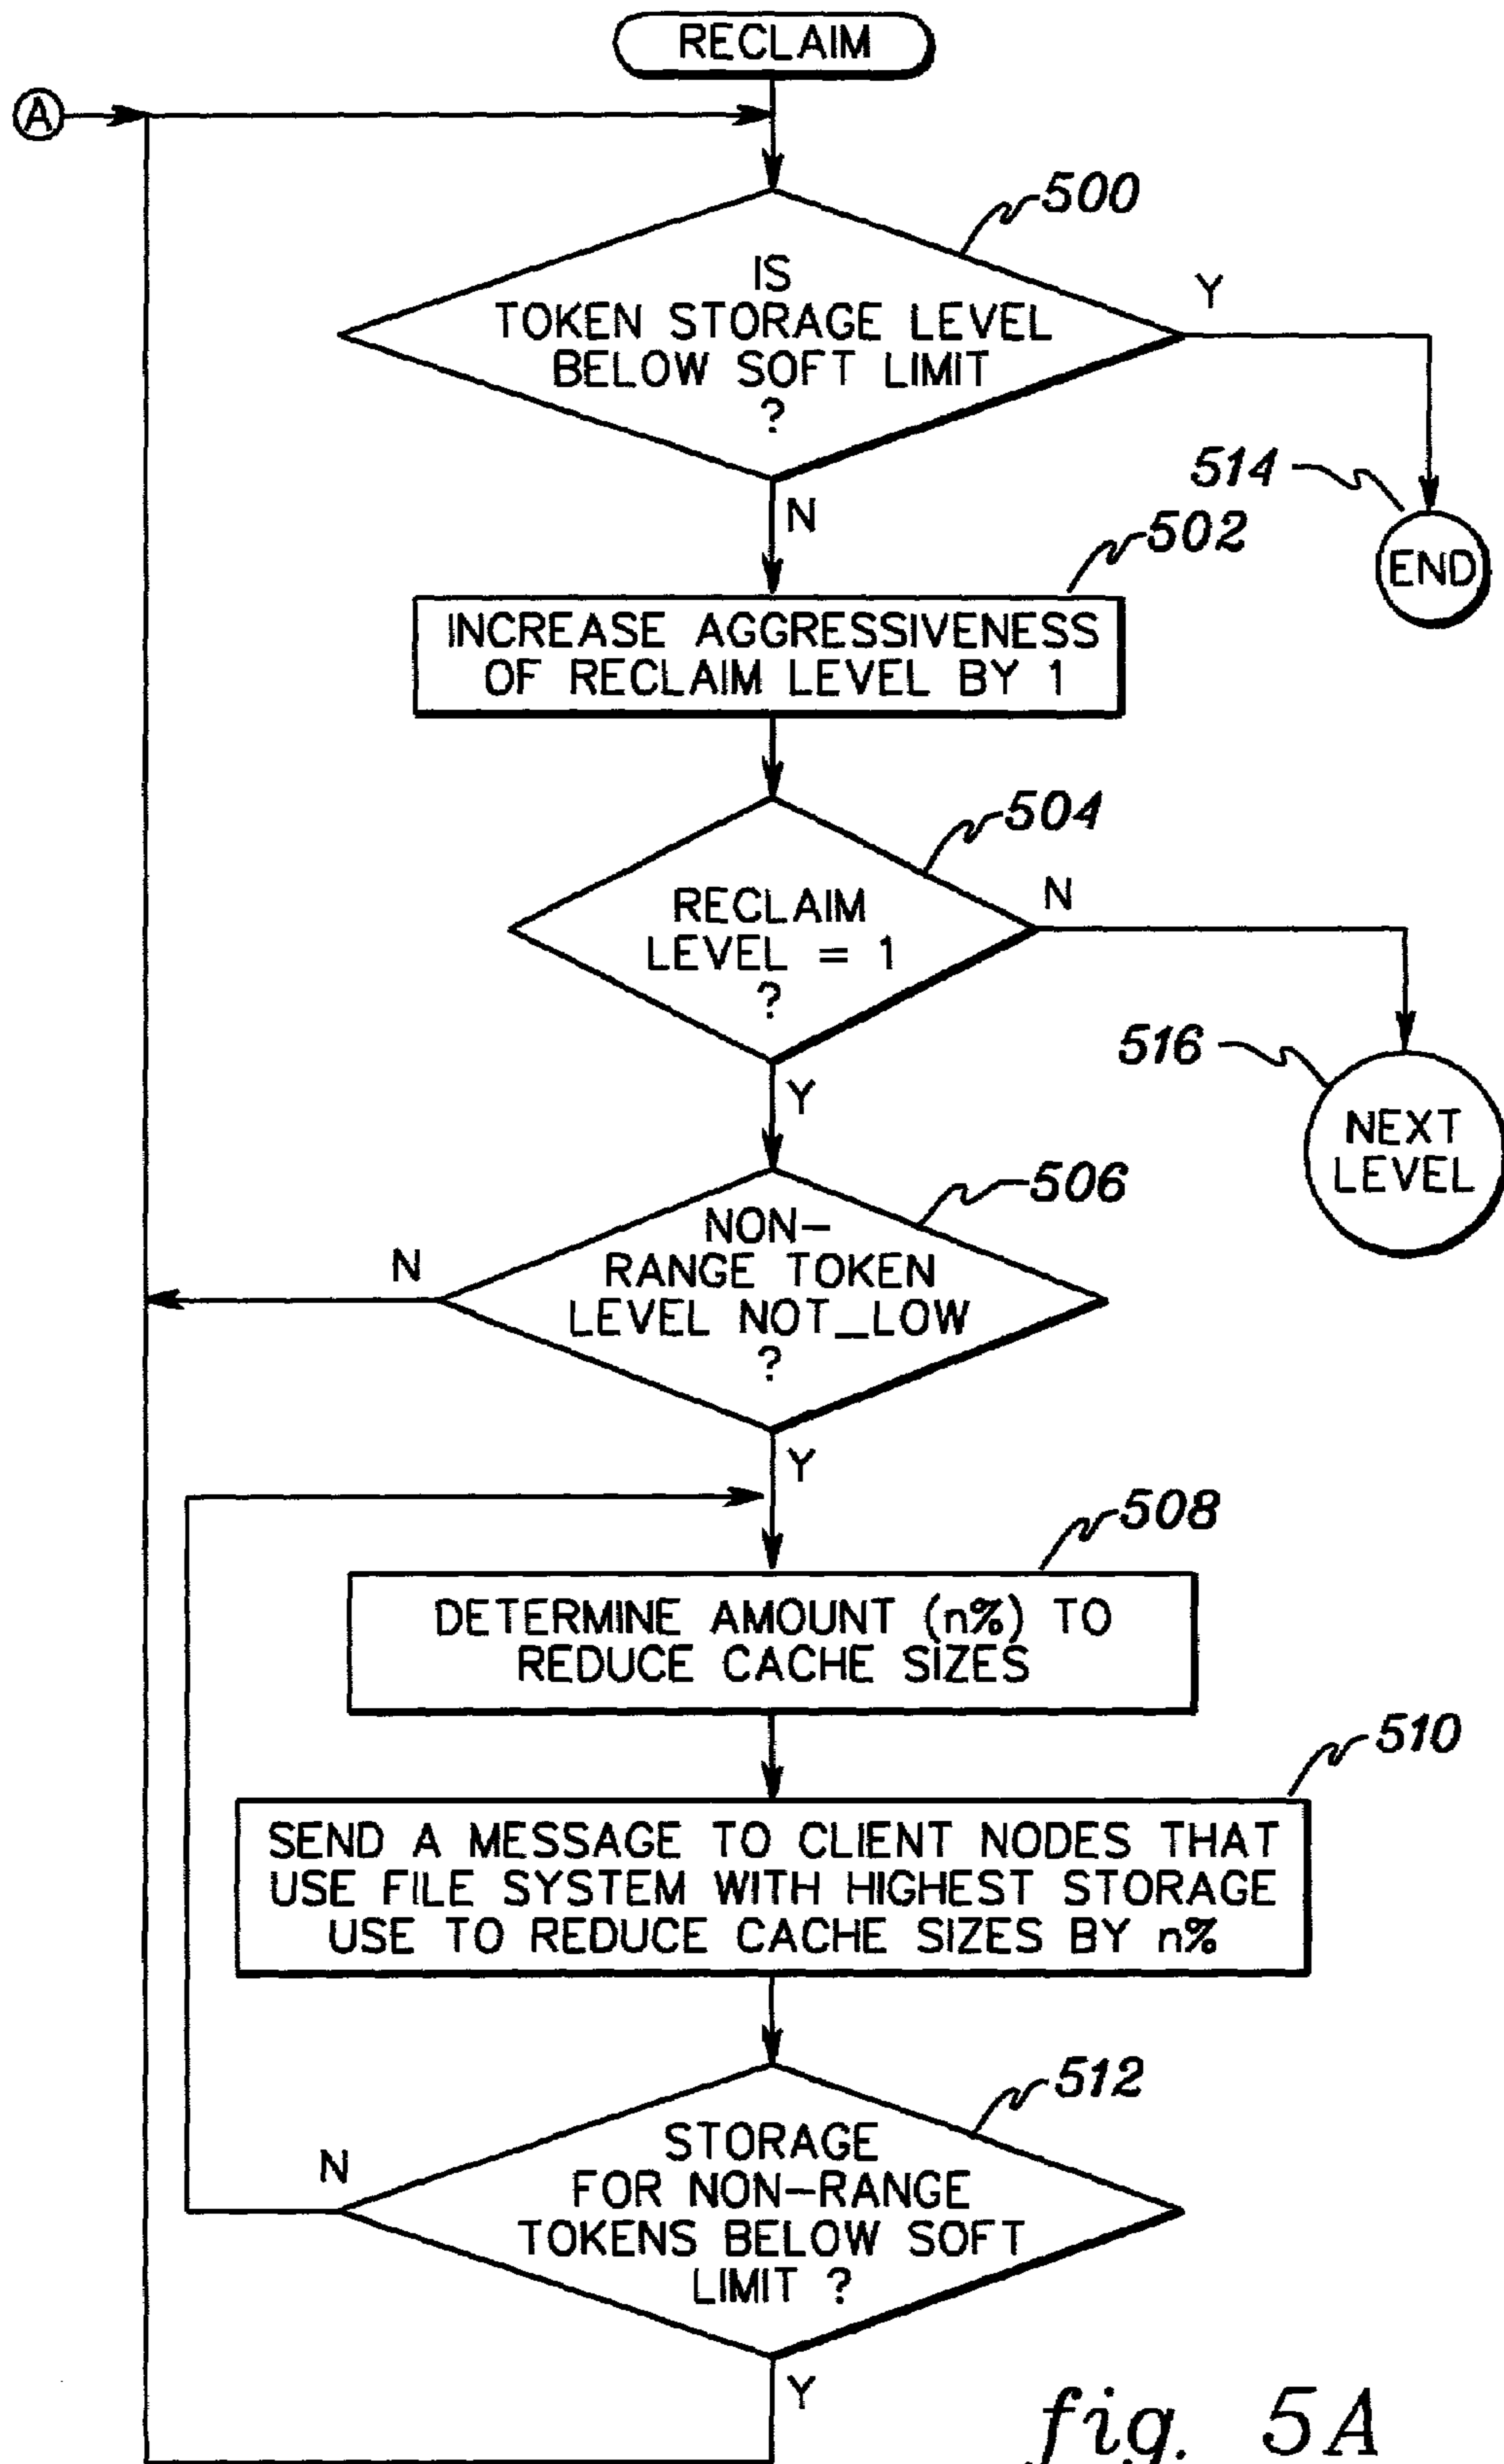 RECLAIM
A
500
IS
TOKEN STORAGE LEVEL
BELOW SOFT LIMIT
?
Y
514
END
N
502
INCREASE AGGRESSIVENESS
OF RECLAIM LEVEL BY 1
504
RECLAIM
LEVEL = 1
?
N
516
NEXT
LEVEL
Y
506
NON-
RANGE TOKEN
LEVEL NOT_LOW
?
N
Y
508
DETERMINE AMOUNT (n%) TO
REDUCE CACHE SIZES
510
SEND A MESSAGE TO CLIENT NODES THAT
USE FILE SYSTEM WITH HIGHEST STORAGE
USE TO REDUCE CACHE SIZES BY n%
512
STORAGE
FOR NON-RANGE
TOKENS BELOW SOFT
LIMIT ?
N
Y
fig. 5A